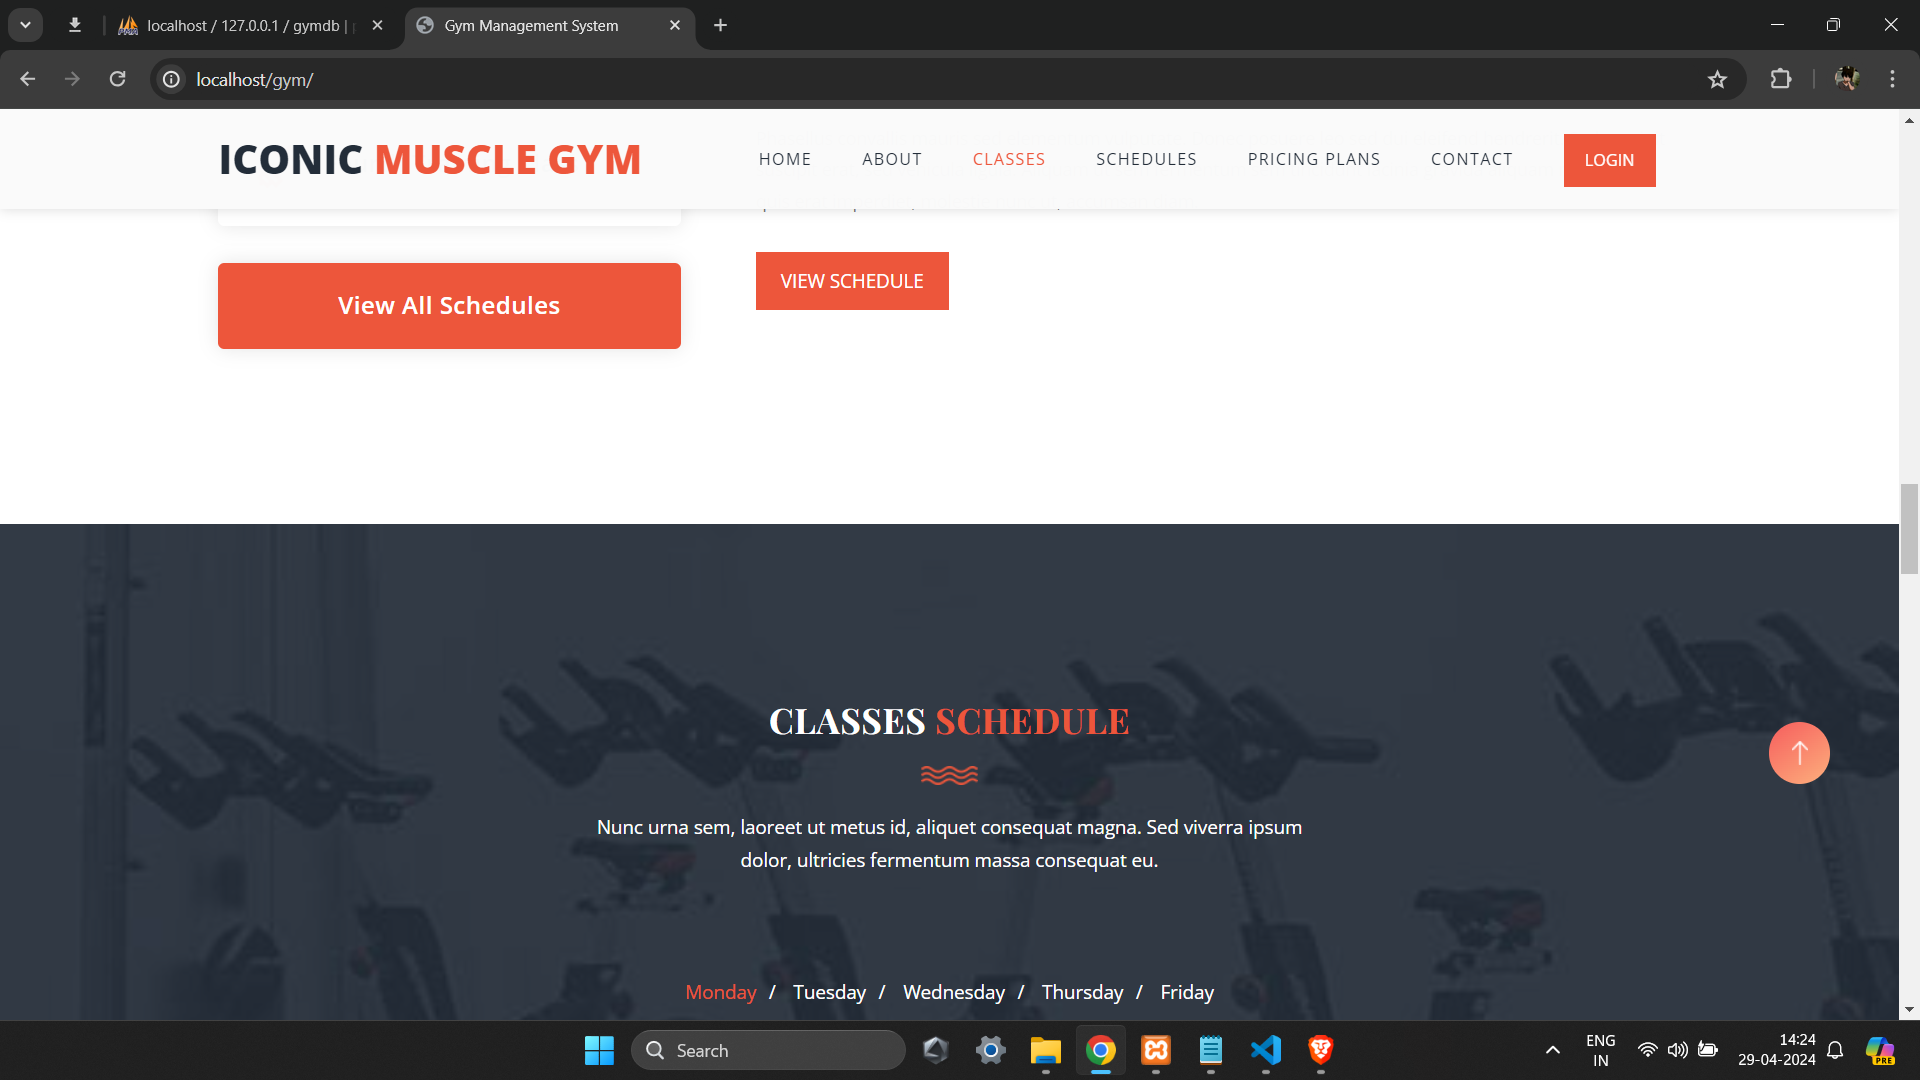 localhost / 127.0.0.1 / gymdb |
Gym Management System
localhost/gym/
ICONIC MUSCLE GYM
HOME
ABOUT
CLASSES
SCHEDULES
PRICING PLANS
CONTACT
LOGIN
View All Schedules
VIEW SCHEDULE
CLASSES SCHEDULE
Nunc urna sem, laoreet ut metus id, aliquet consequat magna. Sed viverra ipsum
dolor, ultricies fermentum massa consequat eu.
Monday / Tuesday / Wednesday / Thursday / Friday
Search
ENG
IN
14:24
29-04-2024
PRE